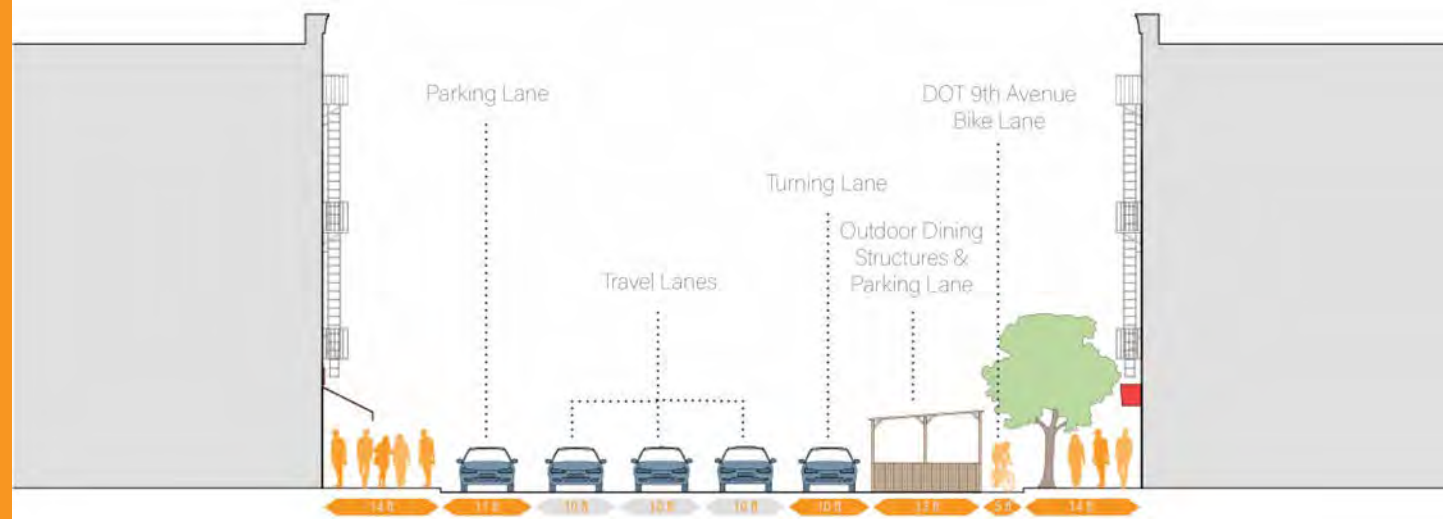 Parking Lane
DOT 9th Avenue
Bike Lane
Turning Lane
Outdoor Dining
Structures &
Parking Lane
Travel Lanes
14 ft
11 ft
10 ft
10 ft
10 ft
10 ft
13 ft
5 ft
14 ft